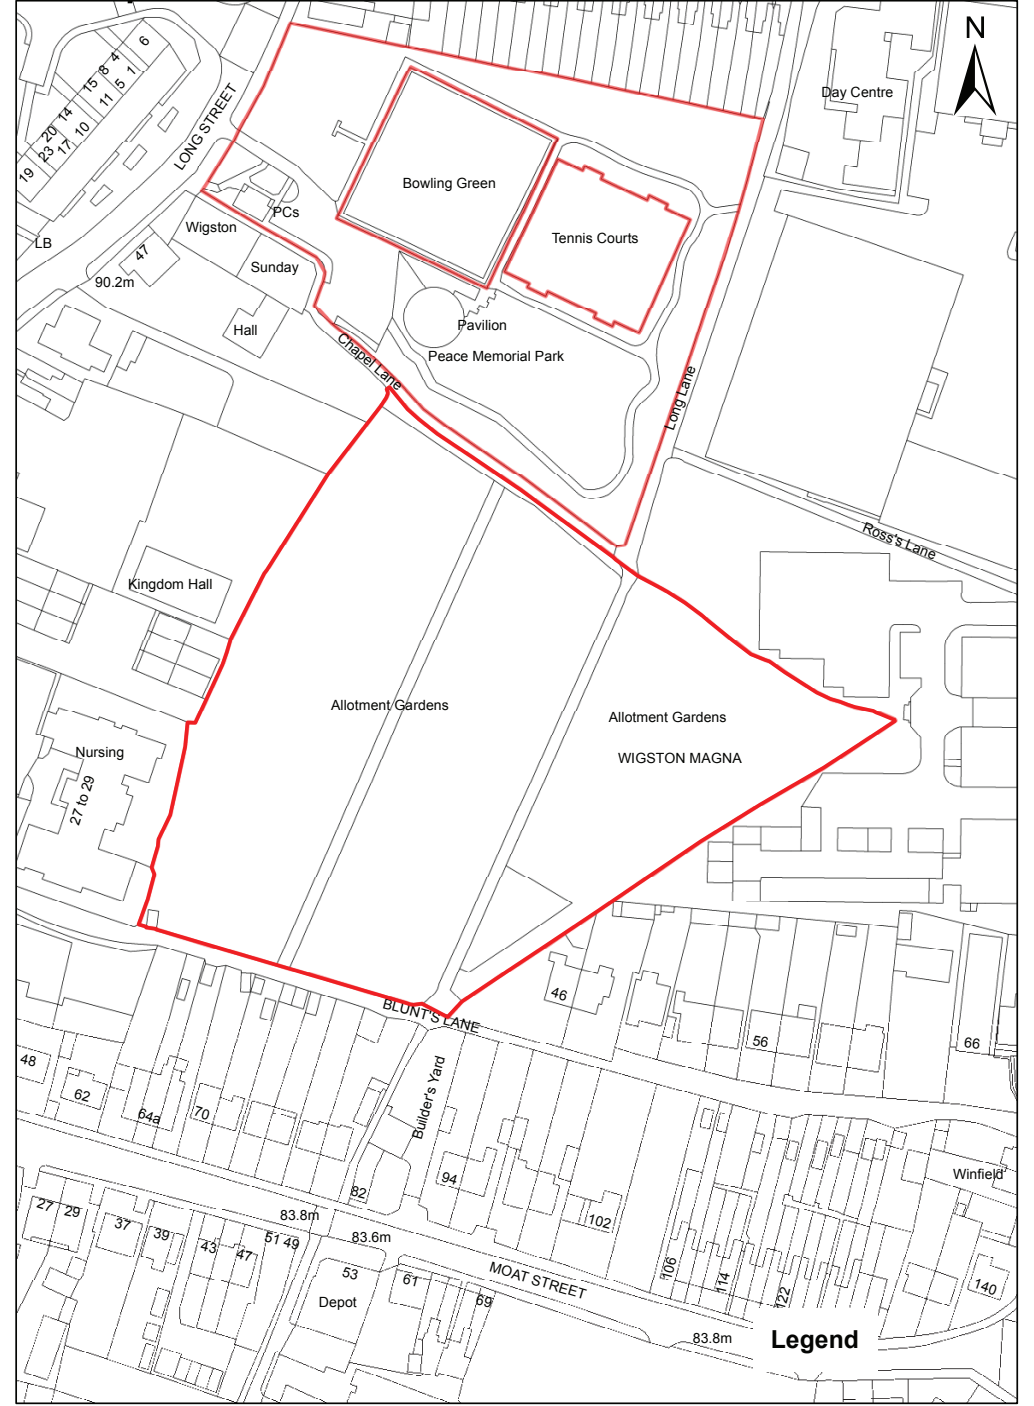 N
6
4
8
15
1
5
11
14
20
10
17
23
19
LONG STREET
Day Centre
Bowling Green
PCs
Wigston
Tennis Courts
LB
47
Sunday
90.2m
Hall
Pavilion
Chapel Lane
Peace Memorial Park
Long Lane
Ross's Lane
Kingdom Hall
Allotment Gardens
Allotment Gardens
Nursing
WIGSTON MAGNA
27 to 29
46
BLUNT'S LANE
56
66
48
62
64a
70
Builder's Yard
94
Winfield
82
27
29
37
39
43
47
51
49
83.8m
83.6m
102
53
61
69
Depot
MOAT STREET
106
114
122
140
83.8m
Legend